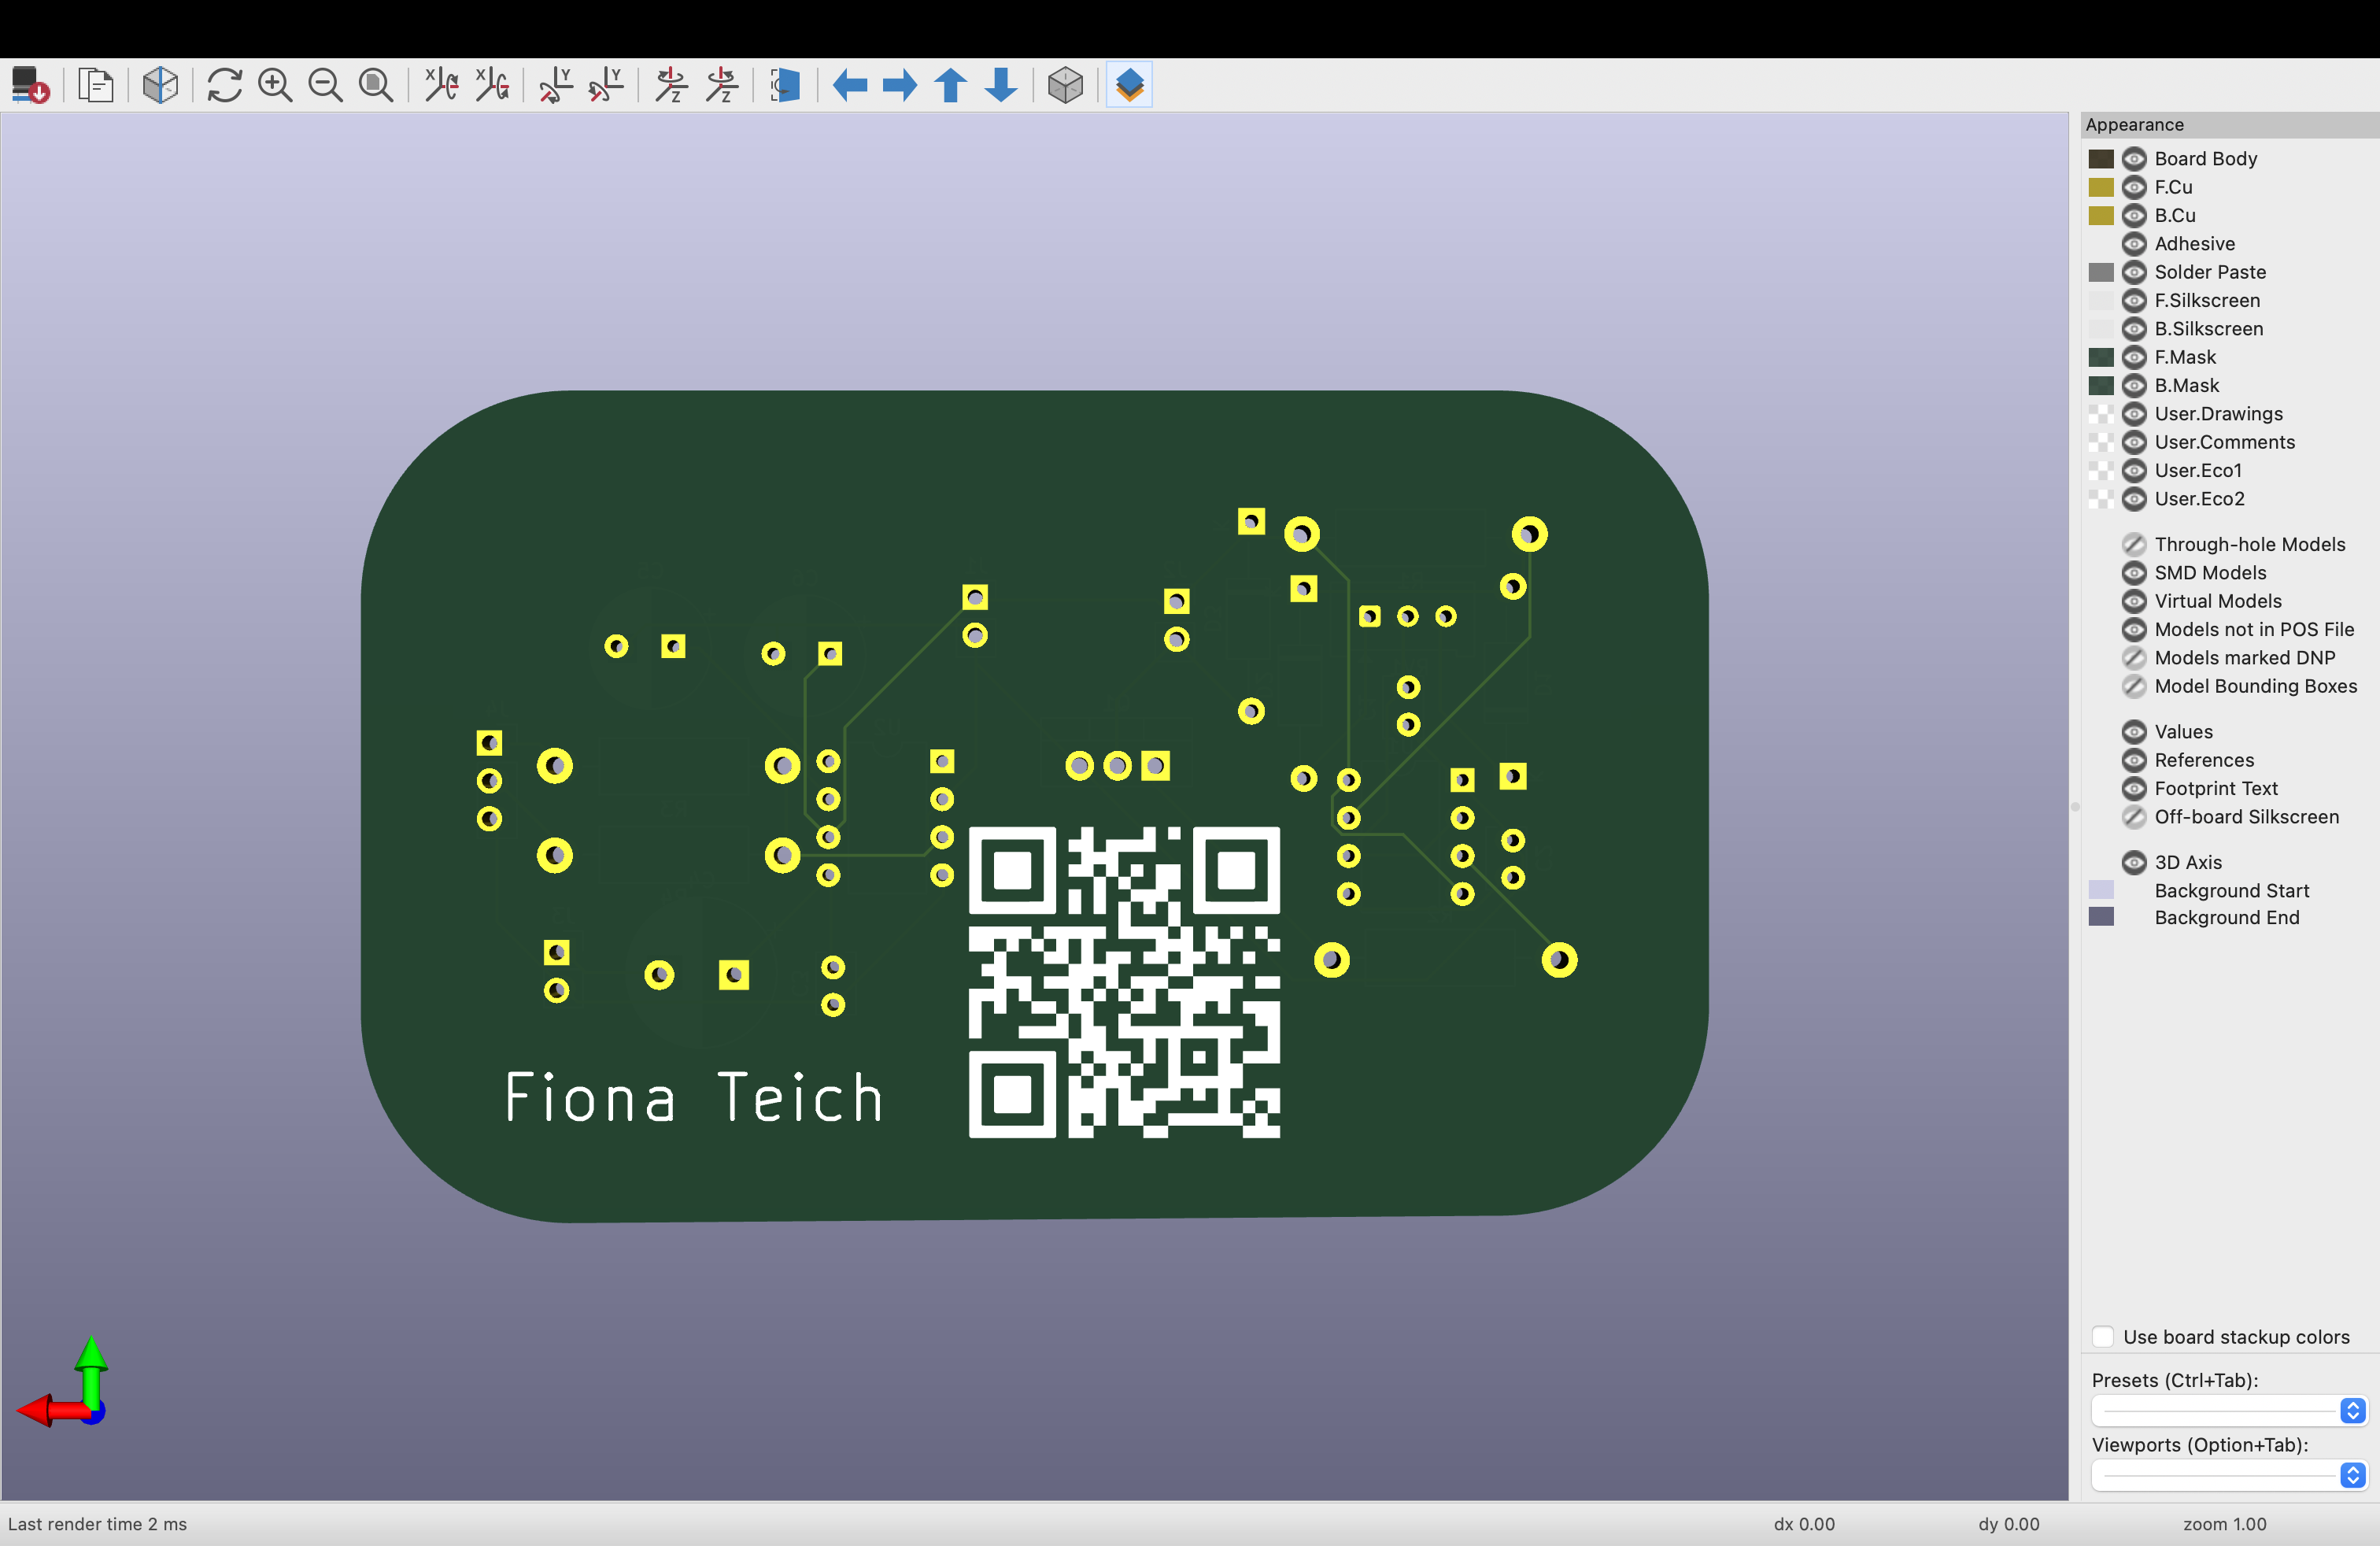 X
X
Y
Y
Z
Z
Appearance
Board Body
F.Cu
B.Cu
Adhesive
Solder Paste
F.Silkscreen
B.Silkscreen
F.Mask
B.Mask
User.Drawings
User.Comments
User.Eco1
User.Eco2
Through-hole Models
SMD Models
Virtual Models
Models not in POS File
Models marked DNP
Model Bounding Boxes
Values
References
Footprint Text
Off-board Silkscreen
3D Axis
Background Start
Background End
Fiona Teich
Use board stackup colors
Presets (Ctrl+Tab):
Viewports (Option+Tab):
Last render time 2 ms
dx 0.00
dy 0.00
zoom 1.00